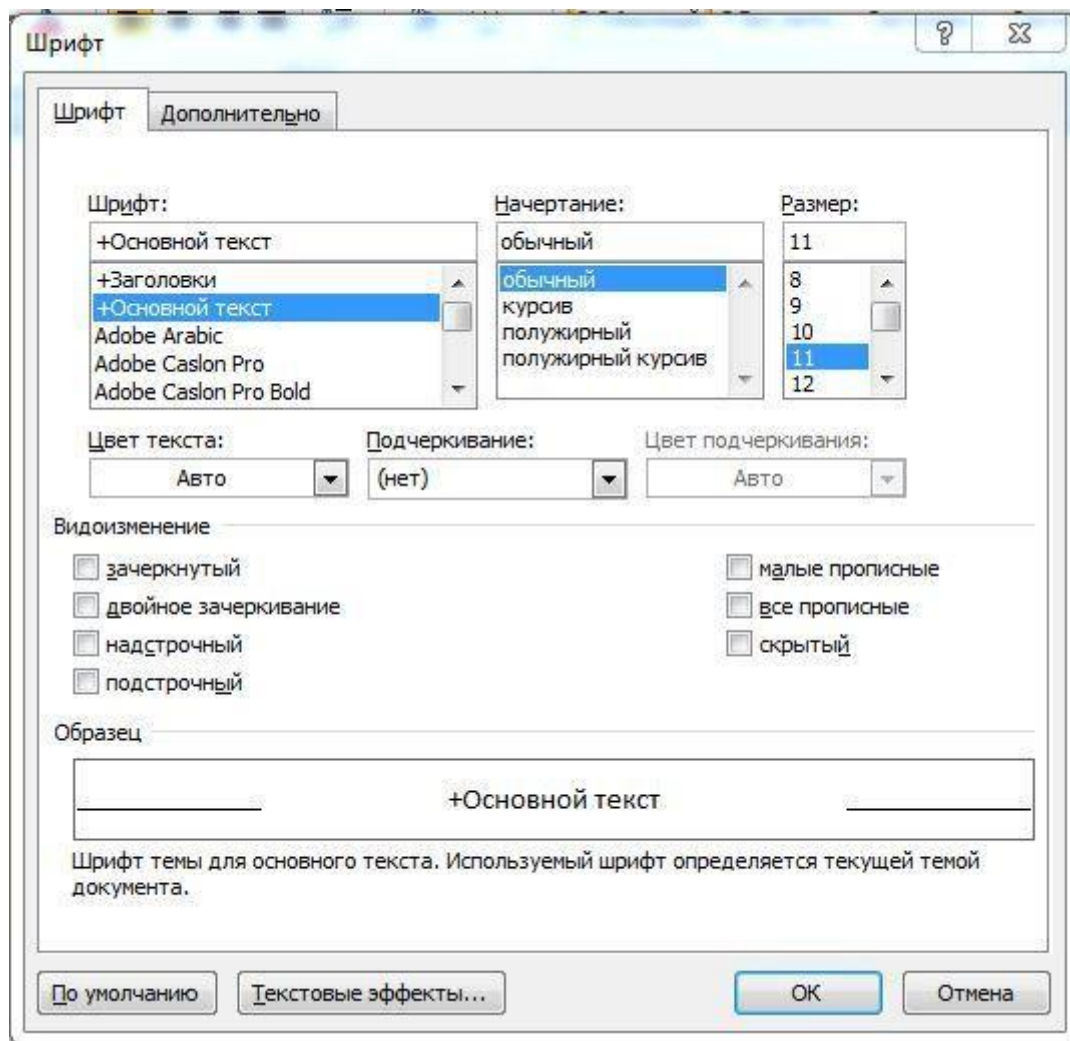 Шрифт
Шрифт Дополнительно
Шрифт: Начертание: Размер:
+Основной текст обычный 11
+Заголовки обычный 8
+Основной текст курсив 9
Adobe Arabic полужирный 10
Adobe Caslon Pro полужирный курсив 11
Adobe Caslon Pro Bold 12
Цвет текста: Подчеркивание: Цвет подчеркивания:
Авто (нет) Авто
Видоизменение
зачеркнутый малые прописные
двойное зачеркивание все прописные
надстрочный скрытый
подстрочный
Образец
+Основной текст
Шрифт темы для основного текста. Используемый шрифт определяется текущей темой
документа.
По умолчанию Текстовые эффекты... ОК Отмена